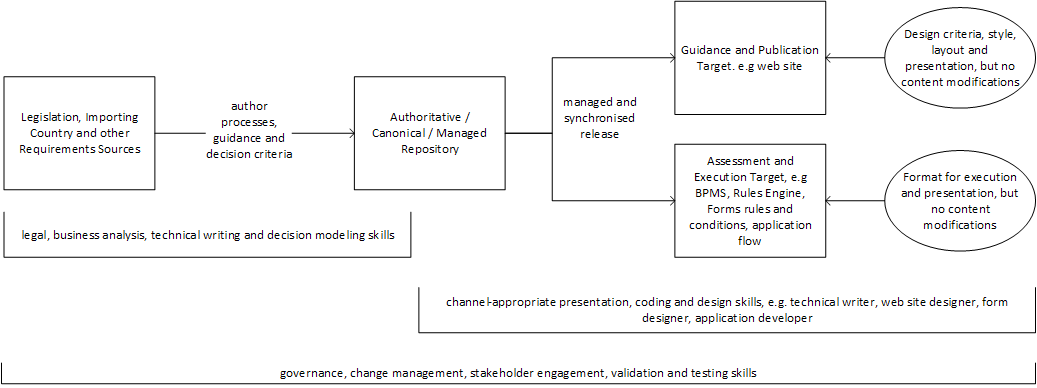 Legislation, Importing
Country and other
Requirements Sources
author
processes,
guidance and
decision criteria
Authoritative /
Canonical / Managed
Repository
managed and
synchronised
release
Guidance and Publication
Target. e.g web site
Design criteria, style,
layout and
presentation, but no
content modifications
Assessment and
Execution Target, e.g
BPMS, Rules Engine,
Forms rules and
conditions, application
flow
Format for execution
and presentation, but
no content
modifications
legal, business analysis, technical writing and decision modeling skills
channel-appropriate presentation, coding and design skills, e.g. technical writer, web site designer, form
designer, application developer
governance, change management, stakeholder engagement, validation and testing skills